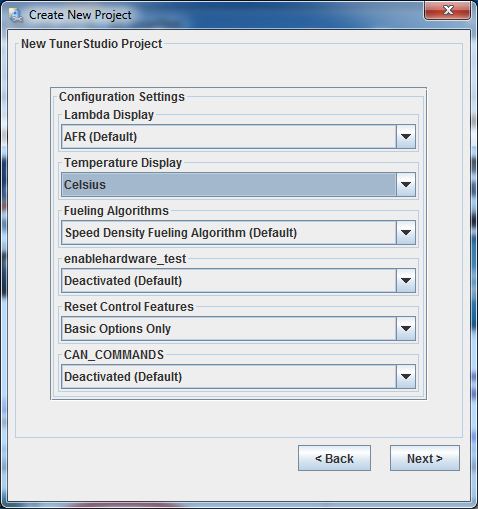 Create New Project
New TunerStudio Project
Configuration Settings
Lambda Display
AFR (Default)
Temperature Display
Celsius
Fueling Algorithms
Speed Density Fueling Algorithm (Default)
enablehardware_test
Deactivated (Default)
Reset Control Features
Basic Options Only
CAN_COMMANDS
Deactivated (Default)
< Back
Next >